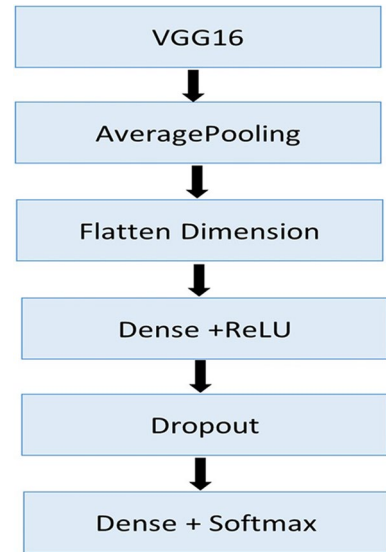 VGG16
AveragePooling
Flatten Dimension
Dense +ReLU
Dropout
Dense + Softmax